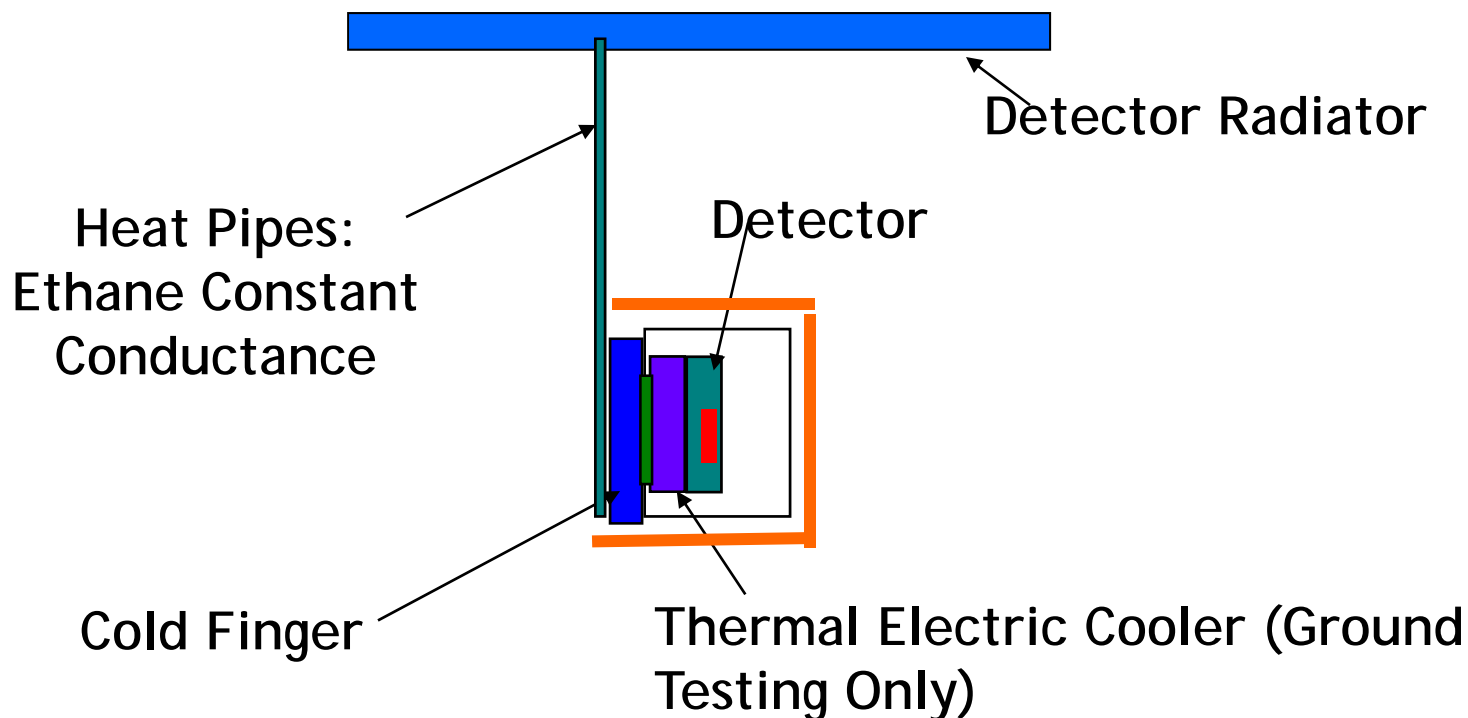 Detector Radiator
Heat Pipes:
Ethane Constant
Conductance
Detector
Cold Finger
Thermal Electric Cooler (Ground
Testing Only)